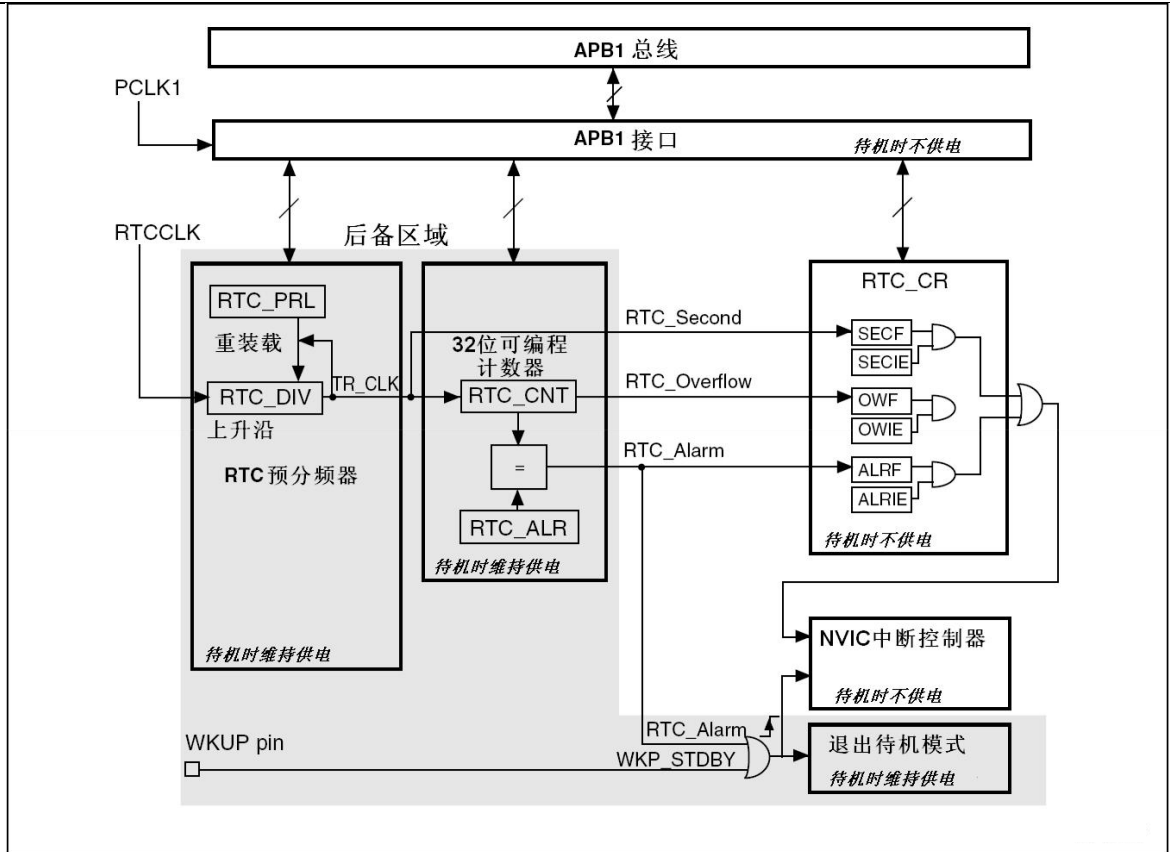 APB1 总线
PCLK1
APB1 接口
待机时不供电
RTCCLK
后备区域
RTC_PRL
重装载
RTC_DIV
TR_CLK
上升沿
RTC 预分频器
待机时维持供电
32位可编程
计数器
RTC_CNT
=
RTC_ALR
待机时维持供电
RTC_Second
RTC_Overflow
RTC_Alarm
RTC_CR
SECF
SECIE
OWF
OWIE
ALRF
ALRIE
待机时不供电
NVIC中断控制器
待机时不供电
WKUP pin
RTC_Alarm
WKP_STDBY
退出待机模式
待机时维持供电